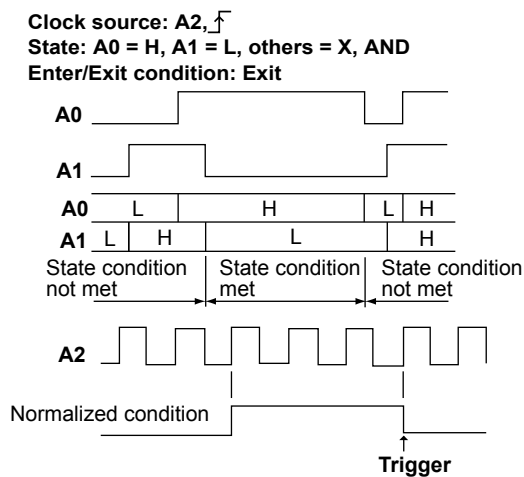 Clock source: A2,
State: A0 = H, A1 = L, others = X, AND
Enter/Exit condition: Exit
A0
A1
A0 L H L H
A1 L H L H
State condition not met
State condition met
State condition not met
A2
Normalized condition
Trigger